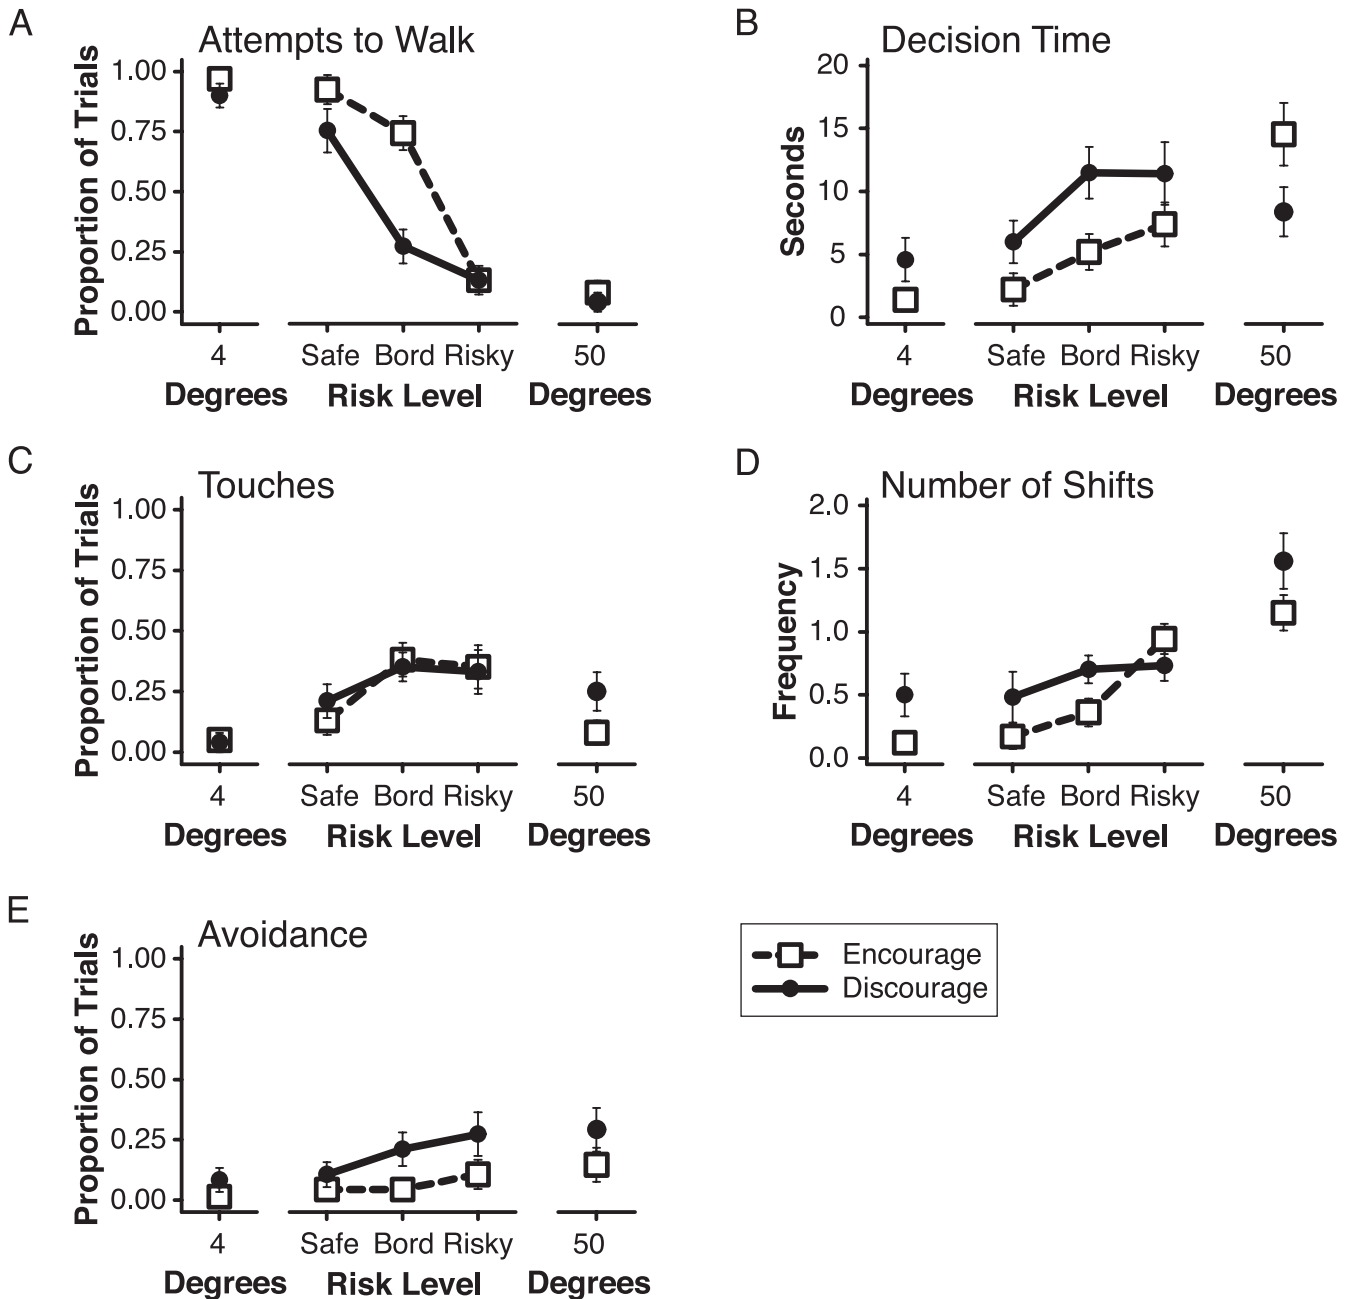 A
Attempts to Walk
Proportion of Trials
1.00
0.75
0.50
0.25
0.00
4
Safe Bord Risky
50
Degrees
Risk Level
Degrees
B
Decision Time
Seconds
20
15
10
5
0
4
Safe Bord Risky
50
Degrees
Risk Level
Degrees
C
Touches
Proportion of Trials
1.00
0.75
0.50
0.25
0.00
4
Safe Bord Risky
50
Degrees
Risk Level
Degrees
D
Number of Shifts
Frequency
2.0
1.5
1.0
0.5
0.0
4
Safe Bord Risky
50
Degrees
Risk Level
Degrees
E
Avoidance
Proportion of Trials
1.00
0.75
0.50
0.25
0.00
4
Safe Bord Risky
50
Degrees
Risk Level
Degrees
Encourage
Discourage